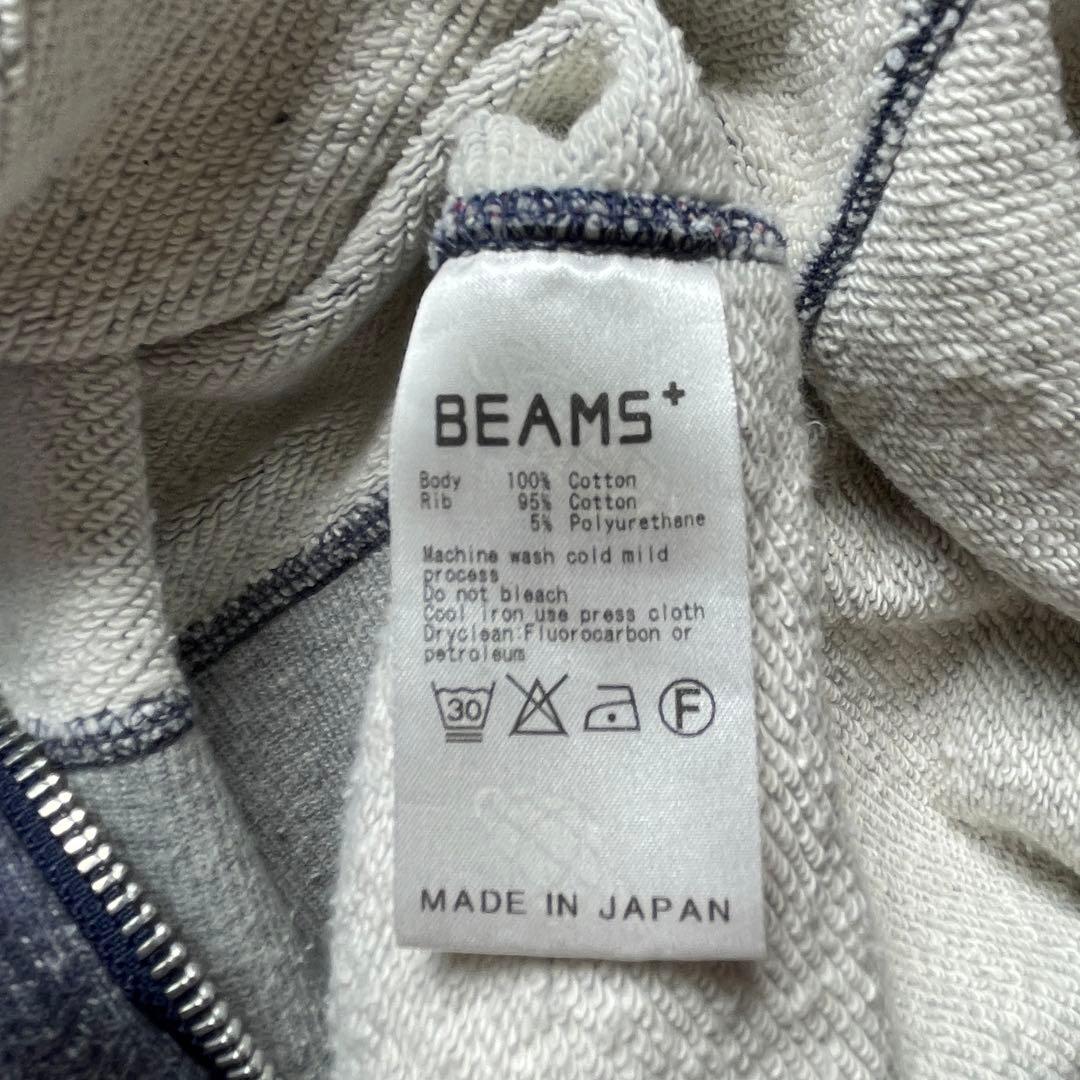 BEAMS+
Body 100% Cotton
Rib 95% Cotton
5% Polyurethane
Machine wash cold mild
process
Do not bleach
Cool iron use press cloth
Dryclean:Fluorocarbon or
petroleum
30 F
MADE IN JAPAN